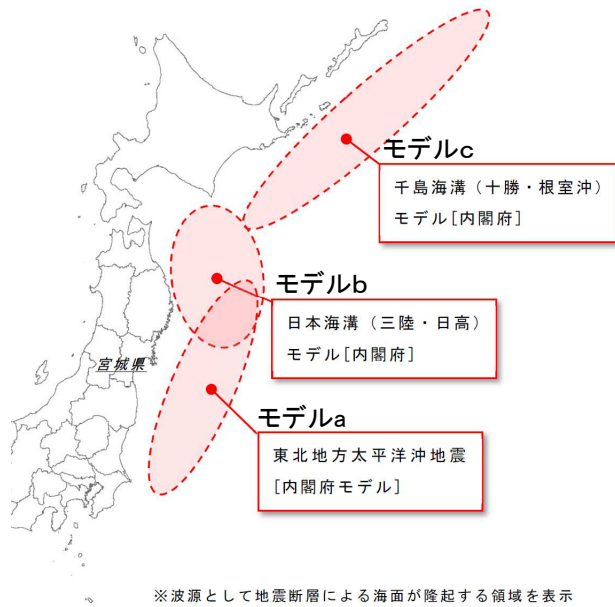 モデルc
千島海溝（十勝・根室沖）
モデル[内閣府]
モデルb
日本海溝（三陸・日高）
モデル[内閣府]
宮城県
モデルa
東北地方太平洋沖地震
[内閣府モデル]
※波源として地震断層による海面が隆起する領域を表示